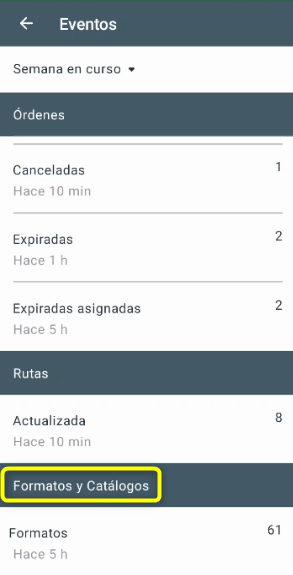 Eventos
Semana en curso
Órdenes
Canceladas 1
Hace 10 min
Expiradas 2
Hace 1 h
Expiradas asignadas 2
Hace 5 h
Rutas
Actualizada 8
Hace 10 min
Formatos y Catálogos
Formatos 61
Hace 5 h